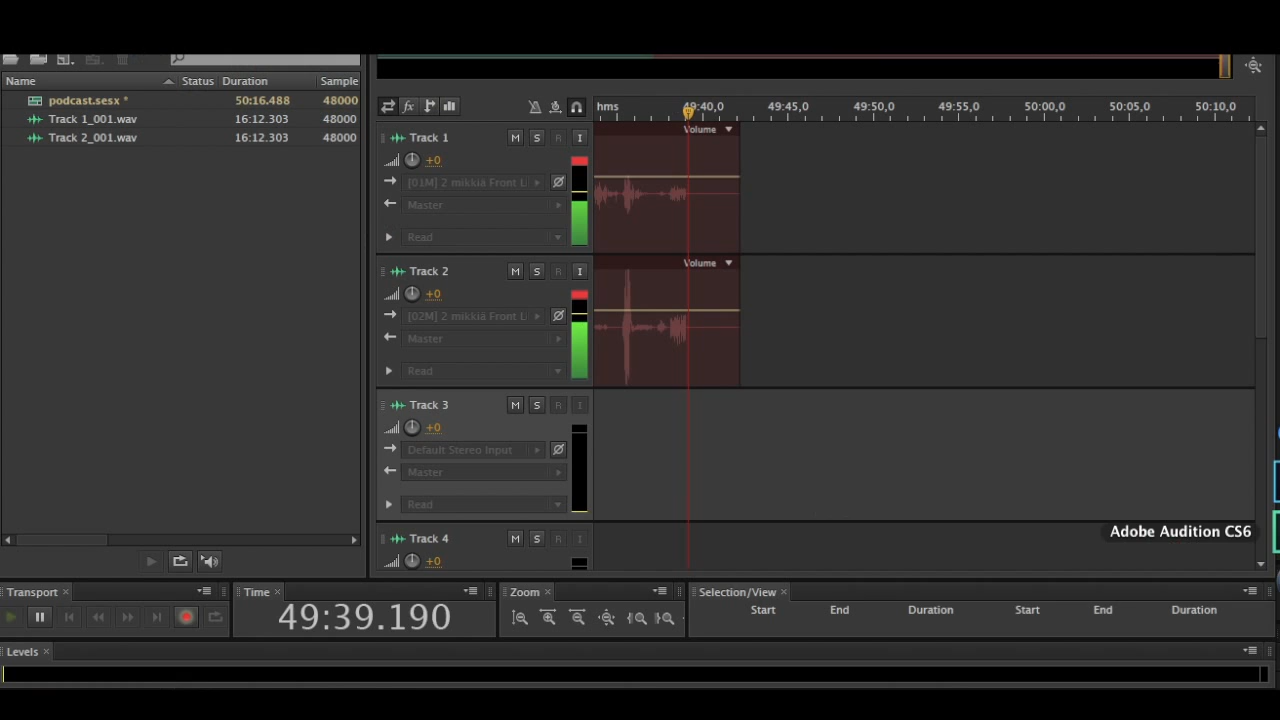 Name Status Duration Sample
podcast.sesx * 50:16.488 48000
Track 1_001.wav 16:12.303 48000
Track 2_001.wav 16:12.303 48000
fx
hms 49:40,0 49:45,0 49:50,0 49:55,0 50:00,0 50:05,0 50:10,0
Track 1 M S R I
Volume
+0
[01M] 2 mikkiä Front L
Master
Read
Track 2 M S R I
Volume
+0
[02M] 2 mikkiä Front L
Master
Read
Track 3 M S R I
+0
Default Stereo Input
Master
Read
Track 4 M S R I
+0
Adobe Audition CS6
Transport Time Zoom Selection/View
49:39.190
Start End Duration Start End Duration
Levels